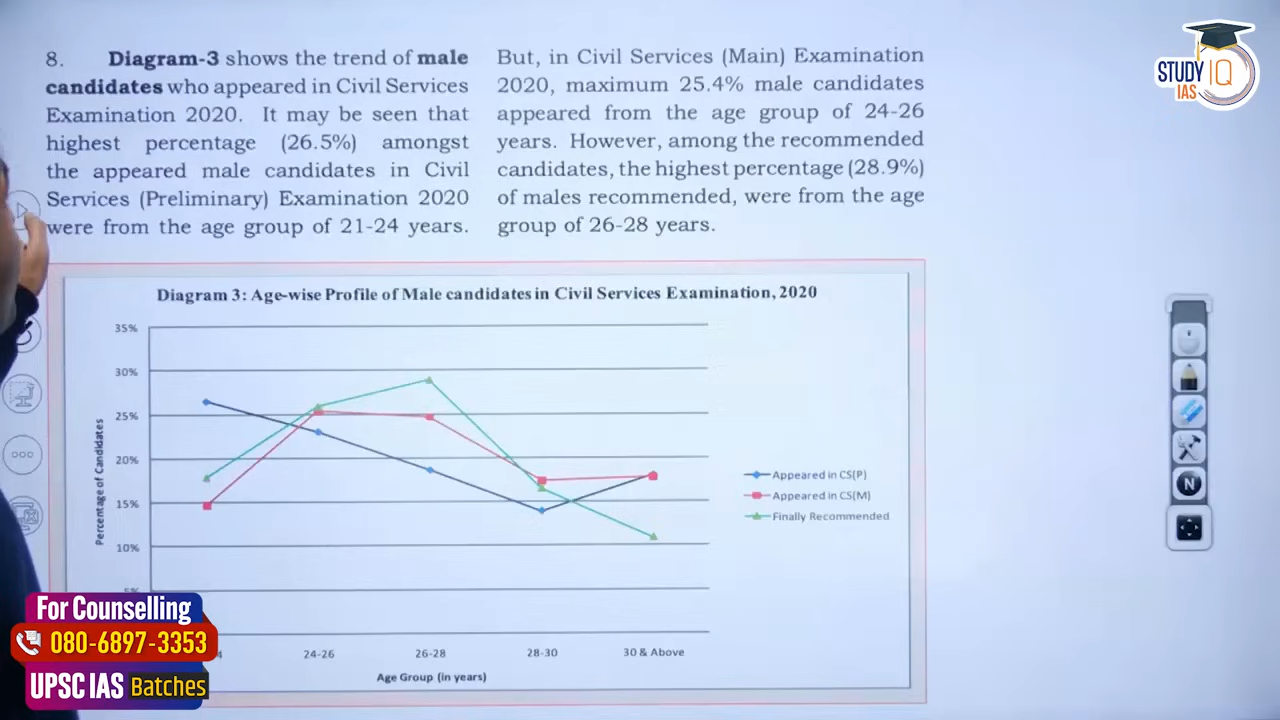 8. Diagram-3 shows the trend of male
candidates who appeared in Civil Services
Examination 2020. It may be seen that
highest percentage (26.5%) amongst
the appeared male candidates in Civil
Services (Preliminary) Examination 2020
were from the age group of 21-24 years.
But, in Civil Services (Main) Examination
2020, maximum 25.4% male candidates
appeared from the age group of 24-26
years. However, among the recommended
candidates, the highest percentage (28.9%)
of males recommended, were from the age
group of 26-28 years.
STUDY IQ
IAS
Diagram 3: Age-wise Profile of Male candidates in Civil Services Examination, 2020
35%
30%
25%
20%
15%
10%
5%
Percentage of Candidates
24-26
26-28
28-30
30 & Above
Age Group (in years)
Appeared in CS(P)
Appeared in CS(M)
Finally Recommended
N
For Counselling
080-6897-3353
UPSC IAS Batches